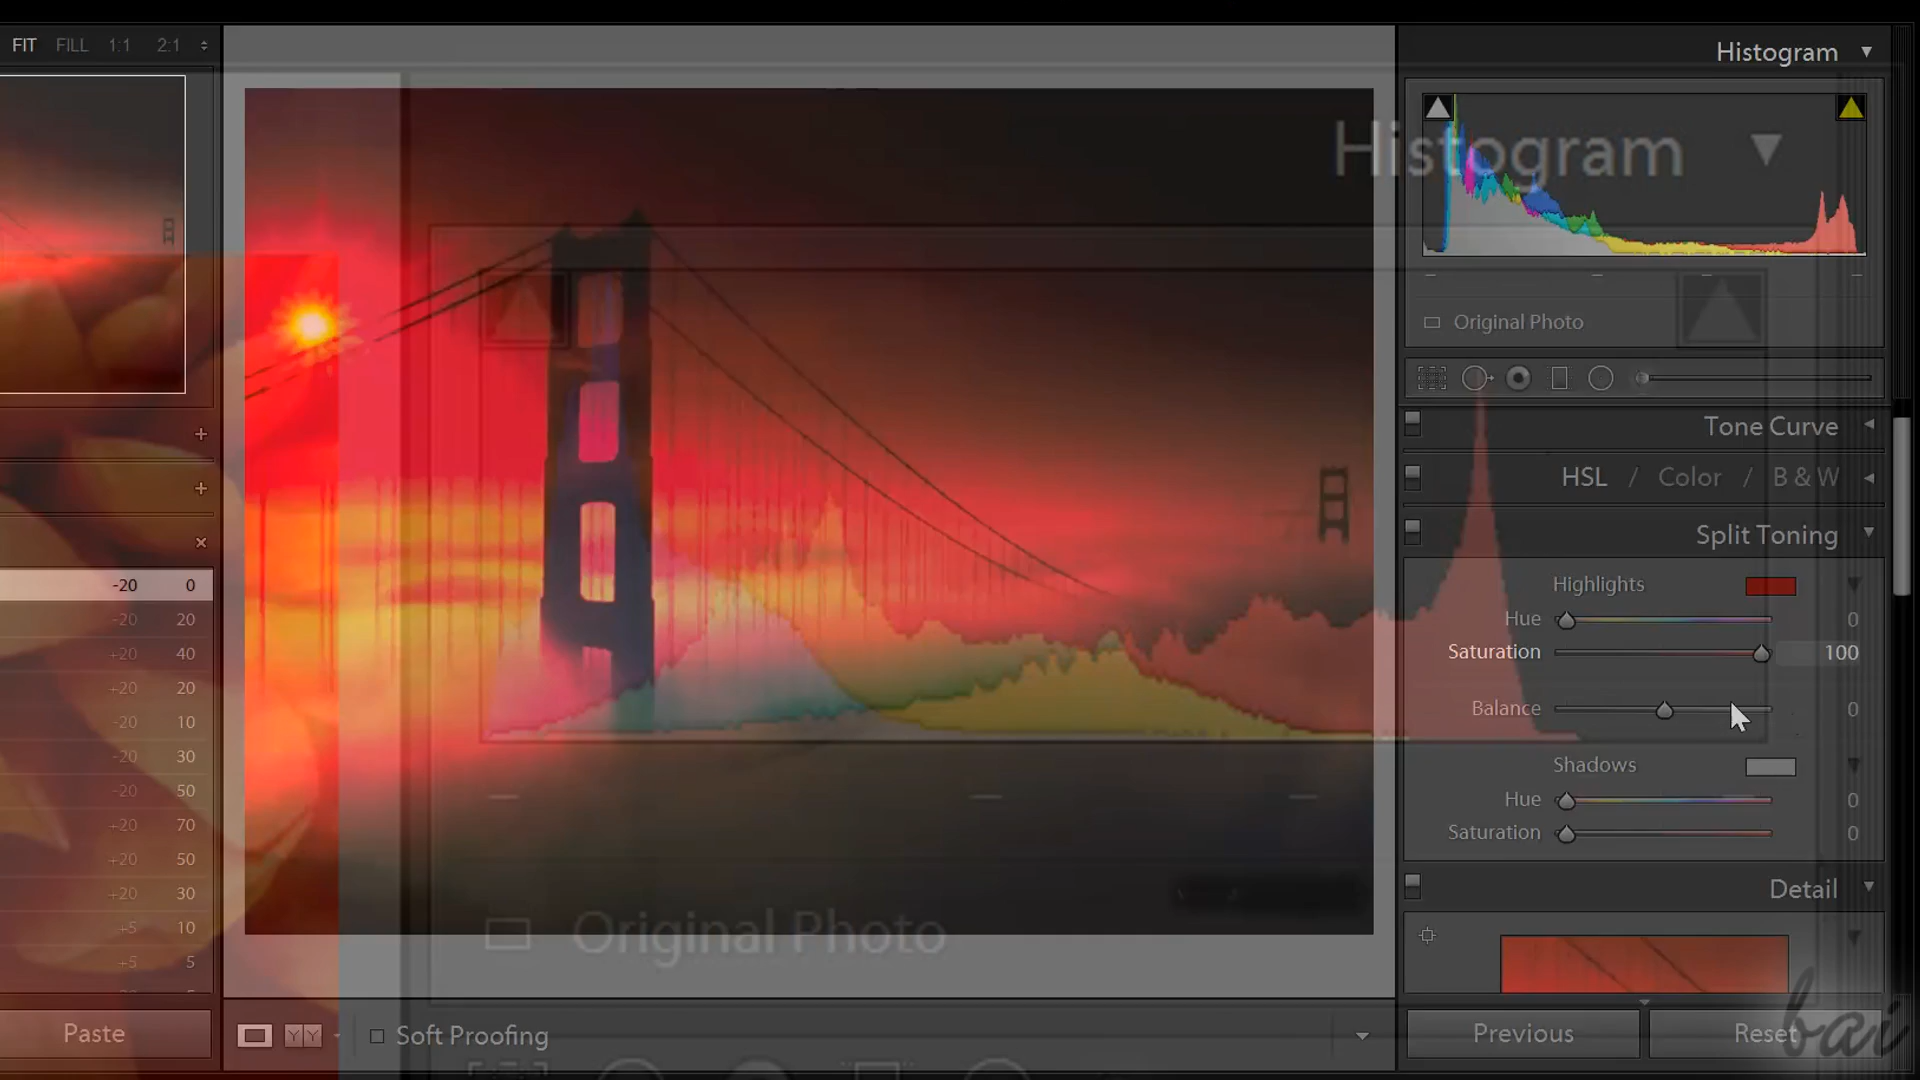 FIT FILL 1:1 2:1
Histogram
Histogram
Original Photo
Tone Curve
HSL / Color / B & W
Split Toning
Highlights
Hue 0
Saturation 100
Balance 0
Shadows
Hue 0
Saturation 0
Detail
-20 0
-20 20
+20 40
-20 20
-20 10
-20 30
-20 50
+20 70
+20 50
+20 30
+5 10
+5 5
Original Photo
Paste
YY
Soft Proofing
Previous
Reset
bai